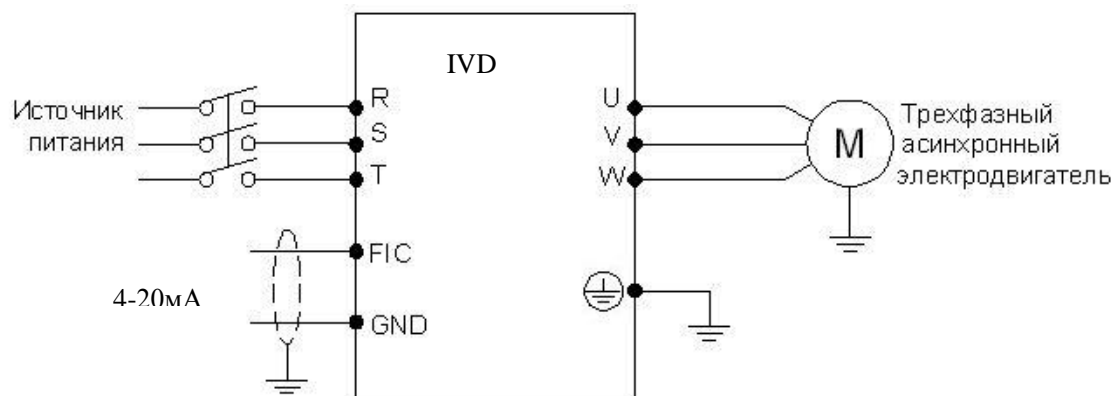 IVD
Источник
питания
R
S
T
U
V
W
M
Трехфазный
асинхронный
электродвигатель
FIC
4-20мА
GND